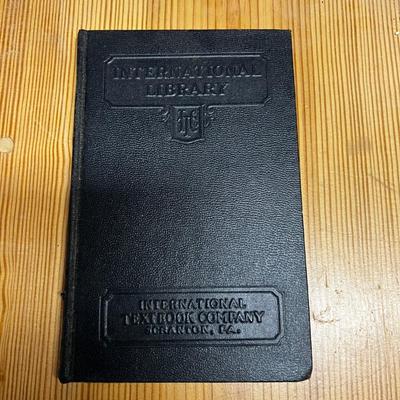 INTERNATIONAL
LIBRARY
ITC
INTERNATIONAL
TEXTBOOK COMPANY
SCRANTON, PA.